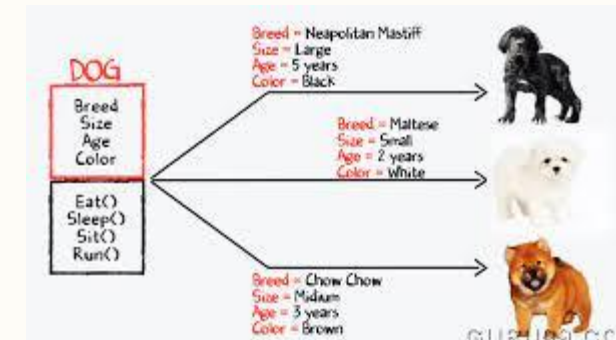 DOG
Breed
Size
Age
Color
Eat()
Sleep()
Sit()
Run()
Breed = Neapolitan Mastiff
Size = Large
Age = 5 years
Color = Black
Breed = Maltese
Size = Small
Age = 2 years
Color = White
Breed = Chow Chow
Size = Midium
Age = 3 years
Color = Brown